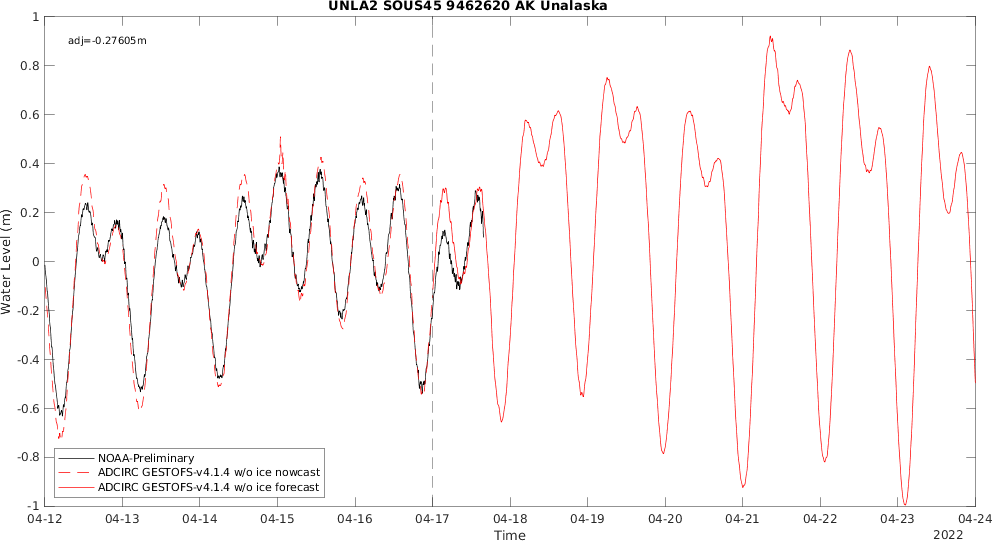 UNLA2 SOUS45 9462620 AK Unalaska
adj=-0.27605m
1
0.8
0.6
0.4
0.2
0
-0.2
-0.4
-0.6
-0.8
-1
Water Level (m)
NOAA-Preliminary
ADCIRC GESTOFS-v4.1.4 w/o ice nowcast
ADCIRC GESTOFS-v4.1.4 w/o ice forecast
04-12 04-13 04-14 04-15 04-16 04-17 04-18 04-19 04-20 04-21 04-22 04-23 04-24
Time
2022